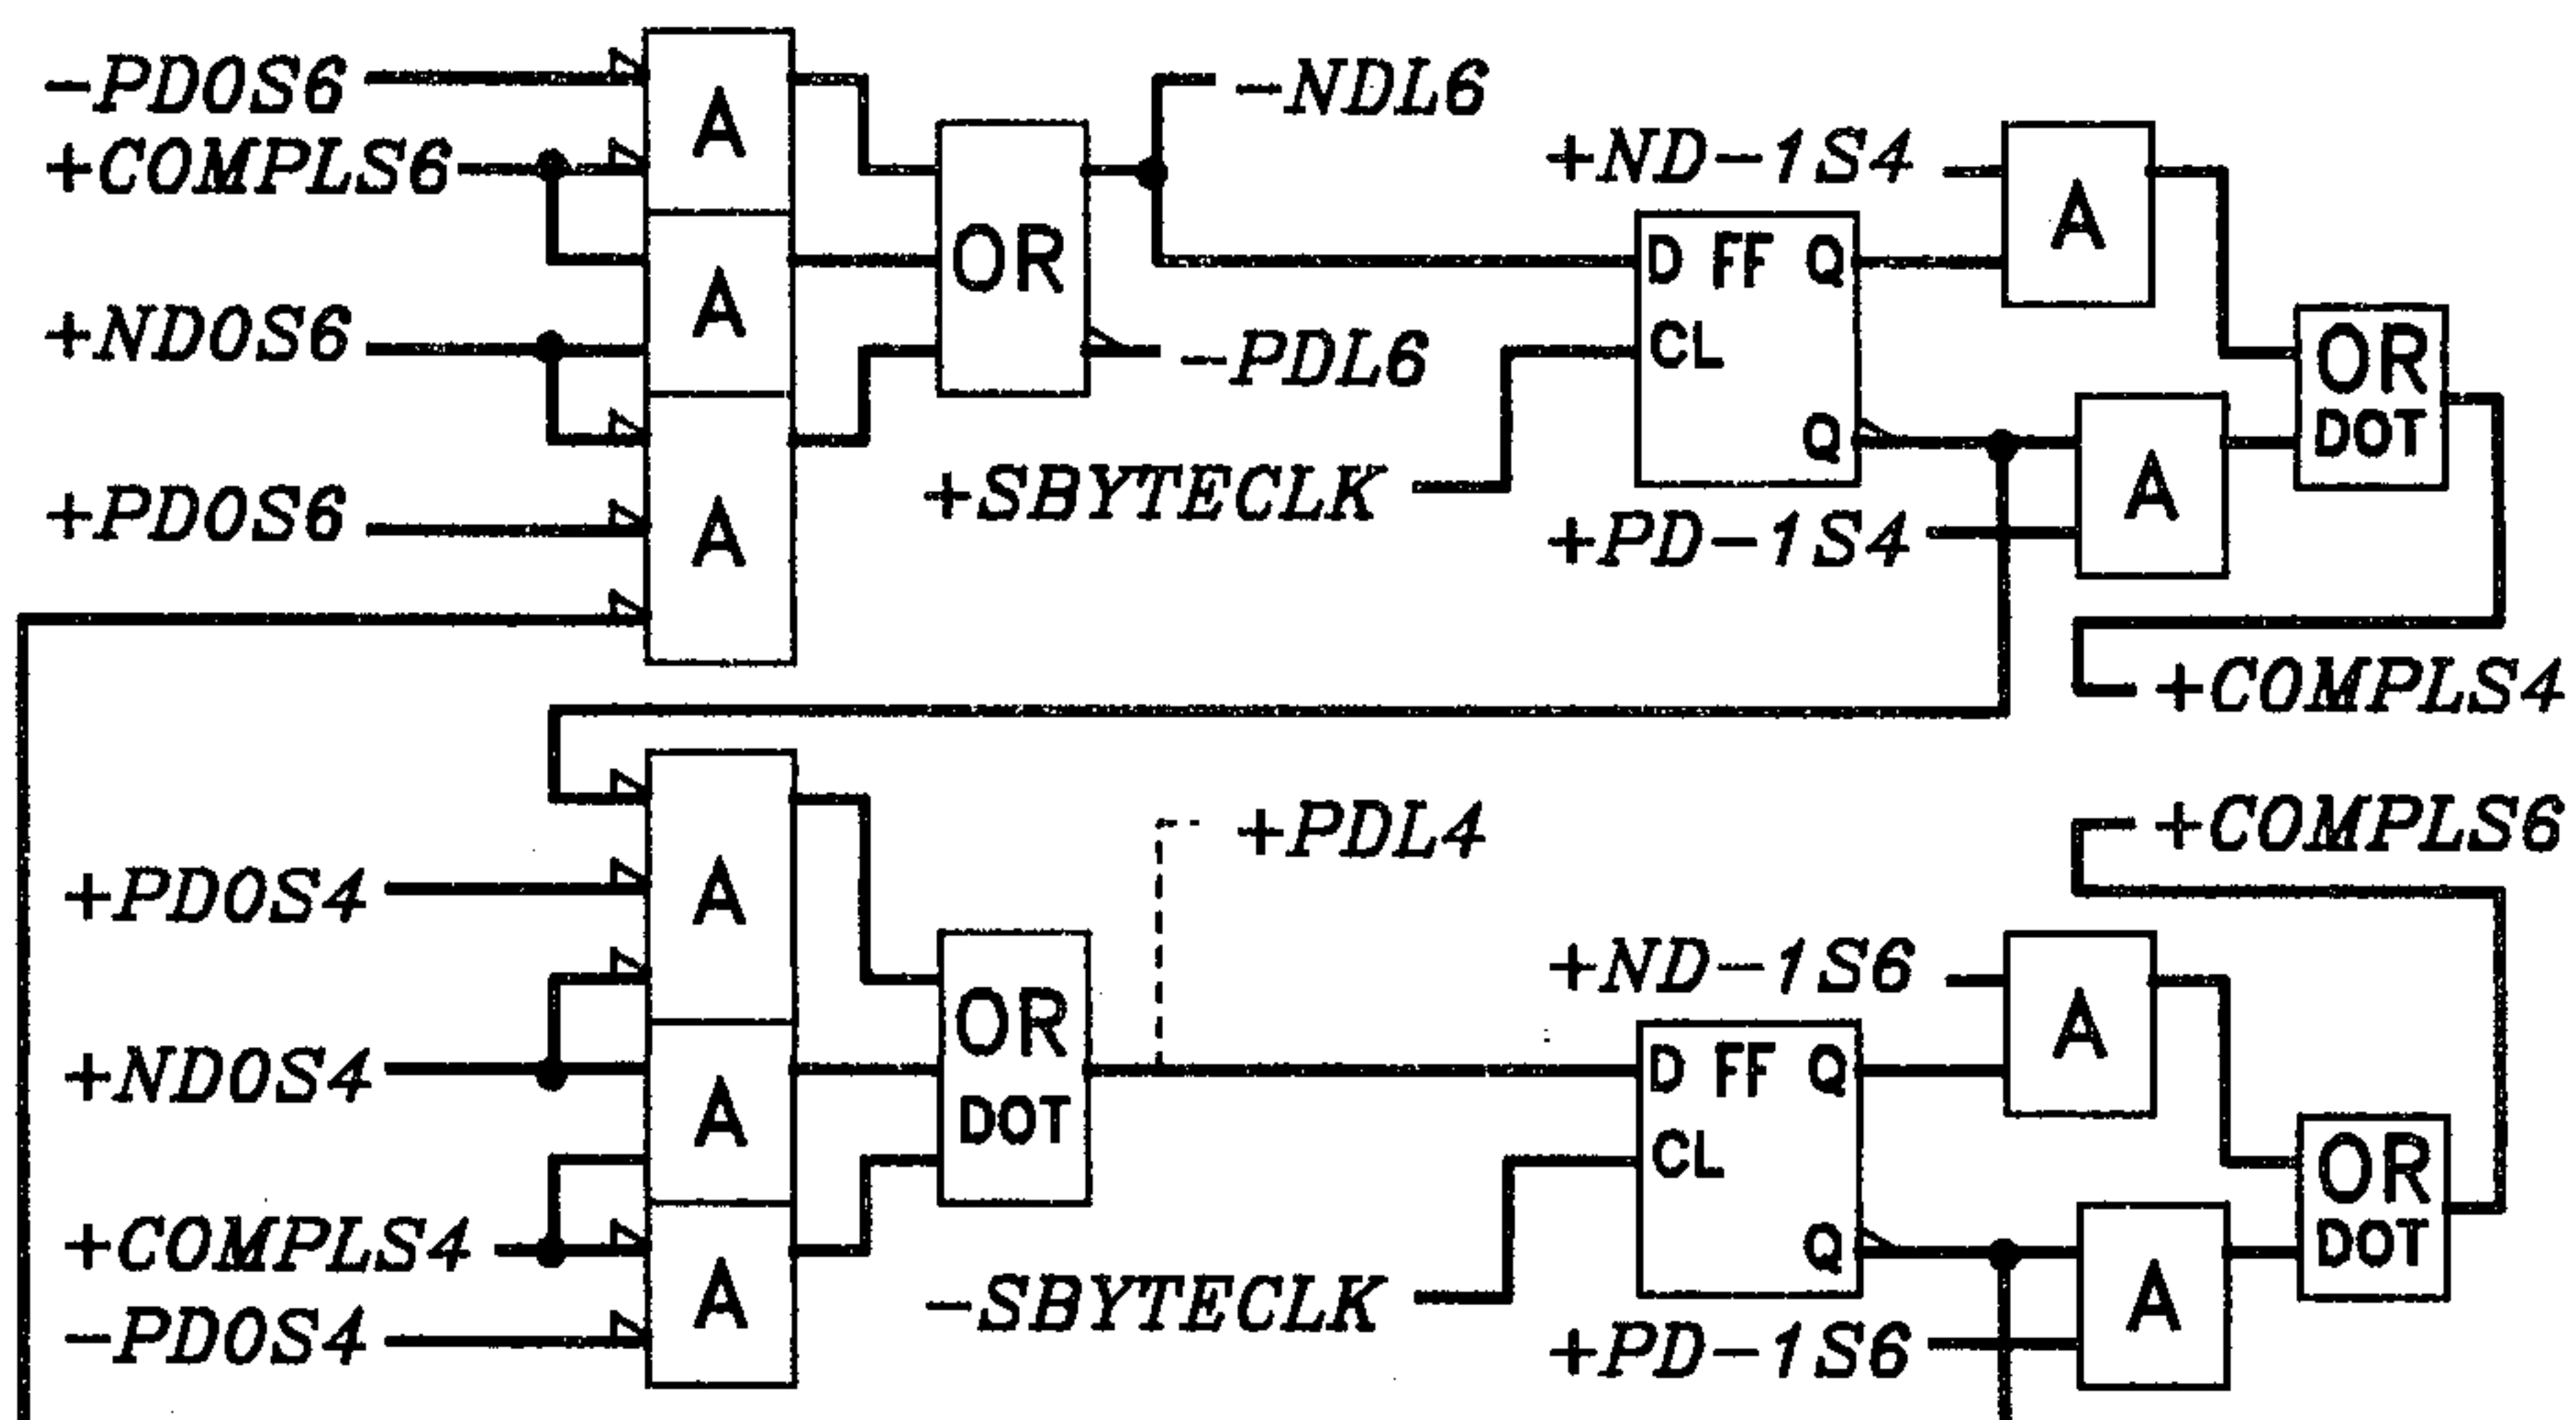 -PD0S6
+COMPLS6
+ND0S6
+PD0S6
A
A
A
OR
-NDL6
-PDL6
+SBYTECLK
D FF Q
CL
Q
+ND-1S4
+PD-1S4
A
A
OR
DOT
+COMPLS4
+PD0S4
+ND0S4
+COMPLS4
-PD0S4
A
A
A
OR
DOT
+PDL4
-SBYTECLK
D FF Q
CL
Q
+ND-1S6
+PD-1S6
A
A
OR
DOT
+COMPLS6